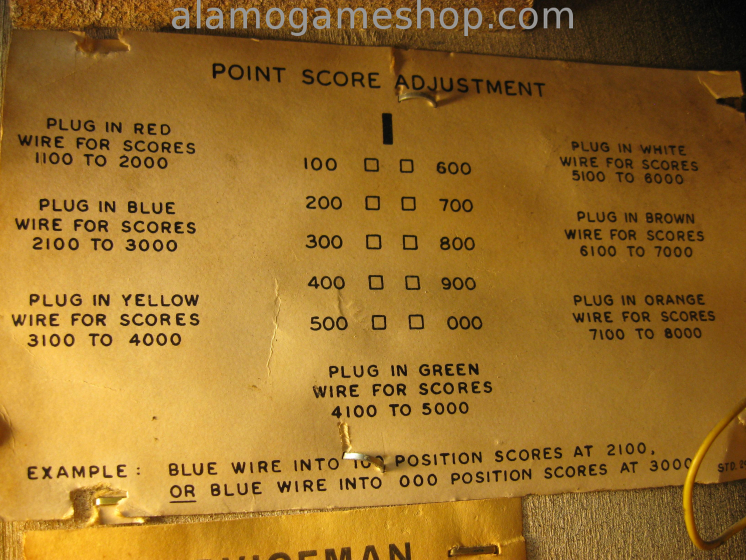 alamogameshop.com
POINT SCORE ADJUSTMENT
PLUG IN RED
WIRE FOR SCORES
1100 TO 2000
PLUG IN BLUE
WIRE FOR SCORES
2100 TO 3000
PLUG IN YELLOW
WIRE FOR SCORES
3100 TO 4000
100 600
200 700
300 800
400 900
500 000
PLUG IN GREEN
WIRE FOR SCORES
4100 TO 5000
PLUG IN WHITE
WIRE FOR SCORES
5100 TO 6000
PLUG IN BROWN
WIRE FOR SCORES
6100 TO 7000
PLUG IN ORANGE
WIRE FOR SCORES
7100 TO 8000
EXAMPLE : BLUE WIRE INTO 100 POSITION SCORES AT 2100,
OR BLUE WIRE INTO 000 POSITION SCORES AT 3000
STD.